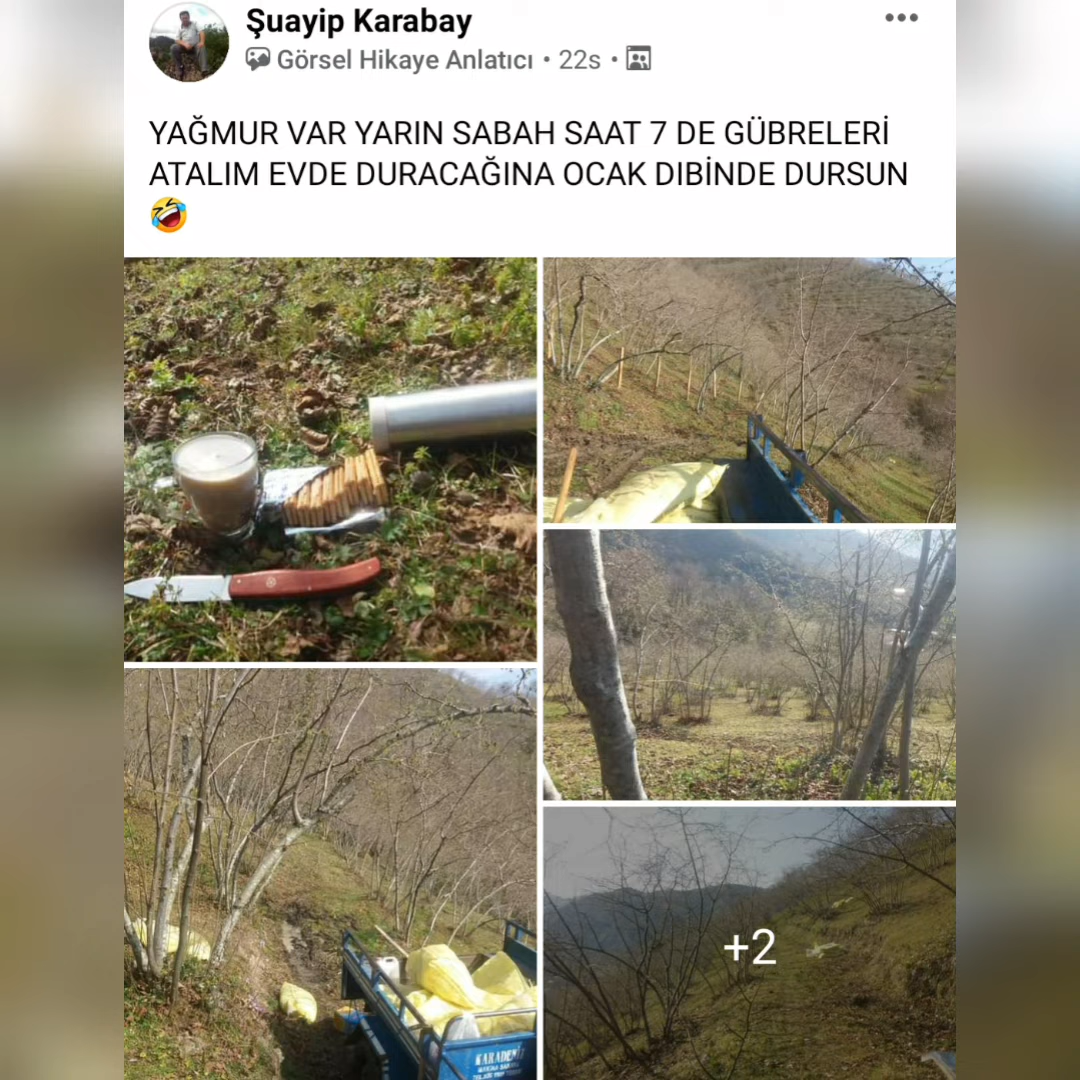 Şuayip Karabay
Görsel Hikaye Anlatıcı • 22s •
YAĞMUR VAR YARIN SABAH SAAT 7 DE GÜBRELERİ
ATALIM EVDE DURACAĞINA OCAK DIBİNDE DURSUN
🤣
+2
KARADENİZ